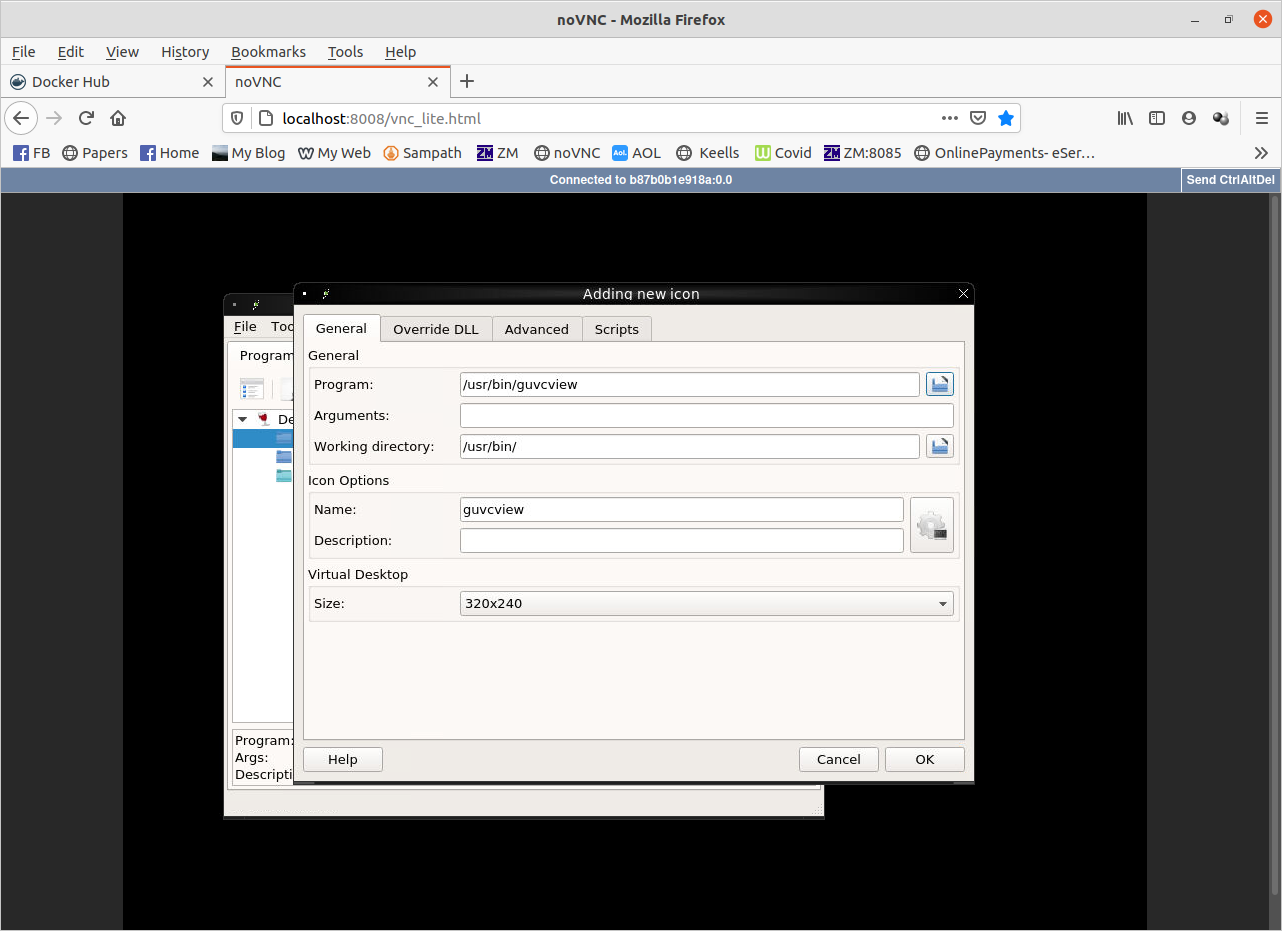 noVNC - Mozilla Firefox
File Edit View History Bookmarks Tools Help
Docker Hub noVNC
localhost:8008/vnc_lite.html
FB Papers Home My Blog My Web Sampath ZM ZM noVNC Aol. AOL Keells Covid ZM ZM:8085 OnlinePayments- eSer…
Connected to b87b0b1e918a:0.0 Send CtrlAltDel
Adding new icon
File Too
General Override DLL Advanced Scripts
Program
General
Program: /usr/bin/guvcview
Arguments:
De
Working directory: /usr/bin/
Icon Options
Name: guvcview
Description:
Virtual Desktop
Size: 320x240
Program:
Args:
Descripti
Help Cancel OK